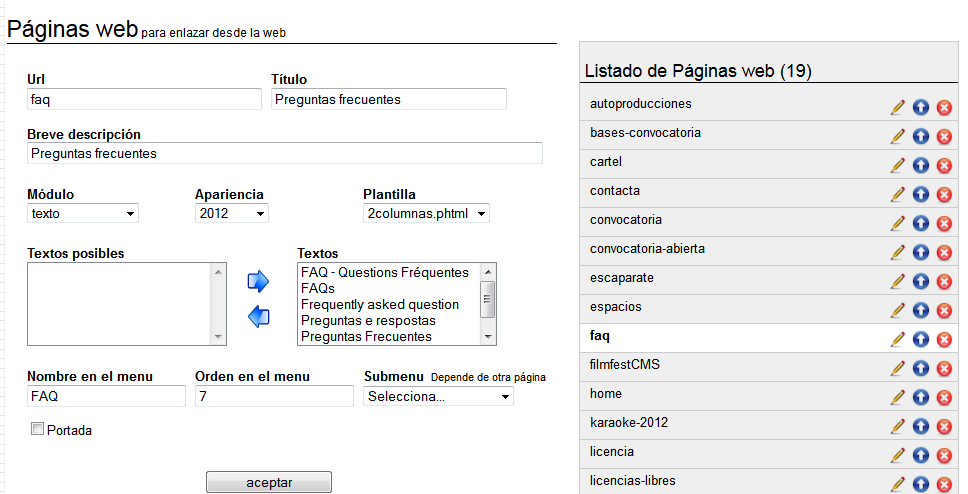 Páginas web para enlazar desde la web
Url Título
faq Preguntas frecuentes
Breve descripción
Preguntas frecuentes
Módulo Apariencia Plantilla
texto 2012 2columnas.phtml
Textos posibles Textos
FAQ - Questions Fréquentes
FAQs
Frequently asked question
Preguntas e respostas
Preguntas Frecuentes
Nombre en el menu Orden en el menu Submenu Depende de otra página
FAQ 7 Selecciona...
Portada
aceptar
Listado de Páginas web (19)
autoproducciones
bases-convocatoria
cartel
contacta
convocatoria
convocatoria-abierta
escaparate
espacios
faq
filmfestCMS
home
karaoke-2012
licencia
licencias-libres